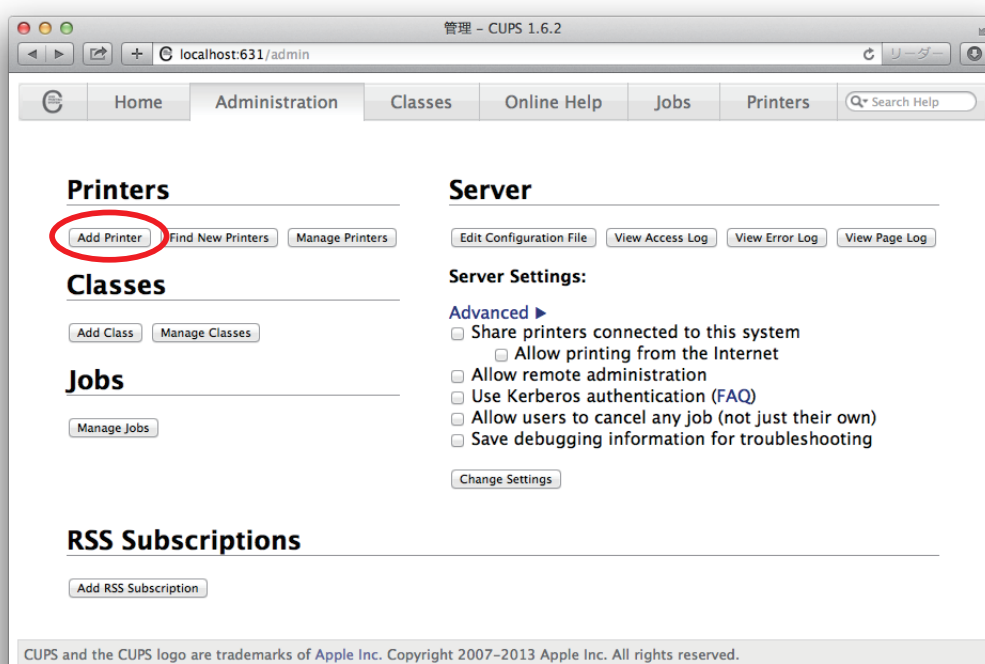 管理 – CUPS 1.6.2
localhost:631/admin
リーダー
Home
Administration
Classes
Online Help
Jobs
Printers
Search Help
Printers
Add Printer
Find New Printers
Manage Printers
Classes
Add Class
Manage Classes
Jobs
Manage Jobs
Server
Edit Configuration File
View Access Log
View Error Log
View Page Log
Server Settings:
Advanced ▶
Share printers connected to this system
Allow printing from the Internet
Allow remote administration
Use Kerberos authentication (FAQ)
Allow users to cancel any job (not just their own)
Save debugging information for troubleshooting
Change Settings
RSS Subscriptions
Add RSS Subscription
CUPS and the CUPS logo are trademarks of Apple Inc. Copyright 2007–2013 Apple Inc. All rights reserved.